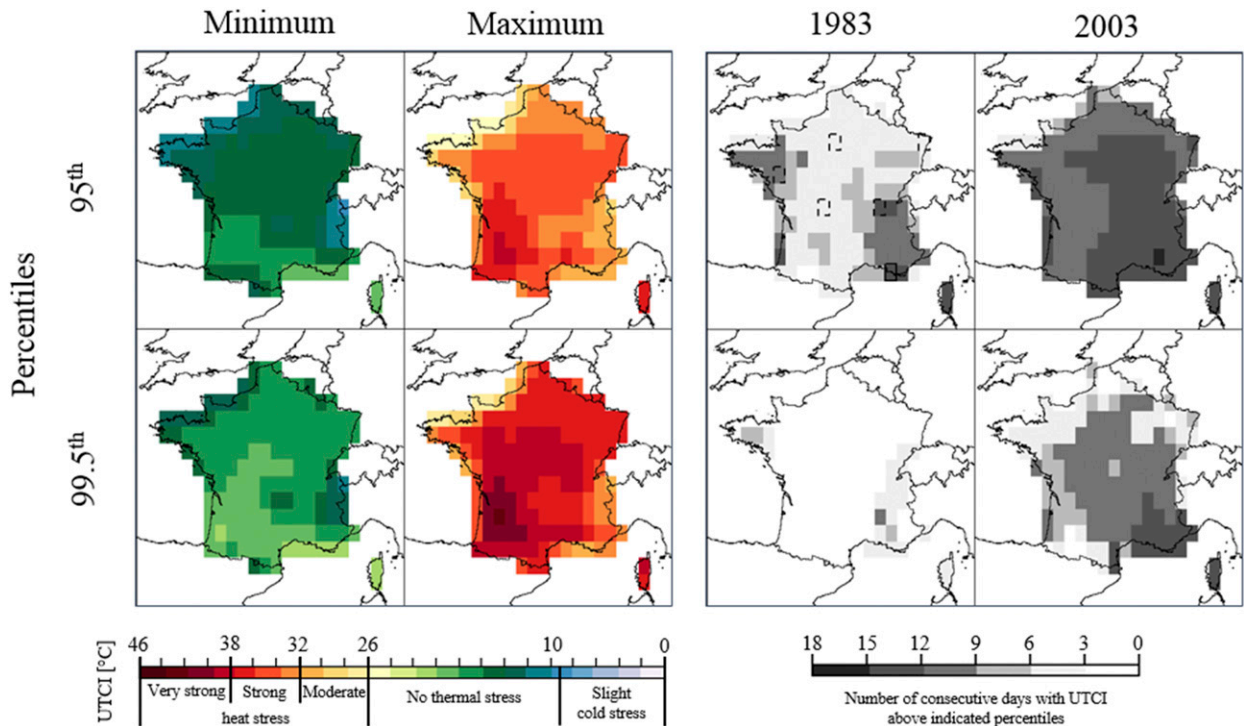 Minimum
Maximum
1983
2003
Percentiles
95th
99.5th
46 38 32 26 10 0
UTCI [°C]
Very strong
Strong
Moderate
heat stress
No thermal stress
Slight
cold stress
18 15 12 9 6 3 0
Number of consecutive days with UTCI
above indicated percentiles